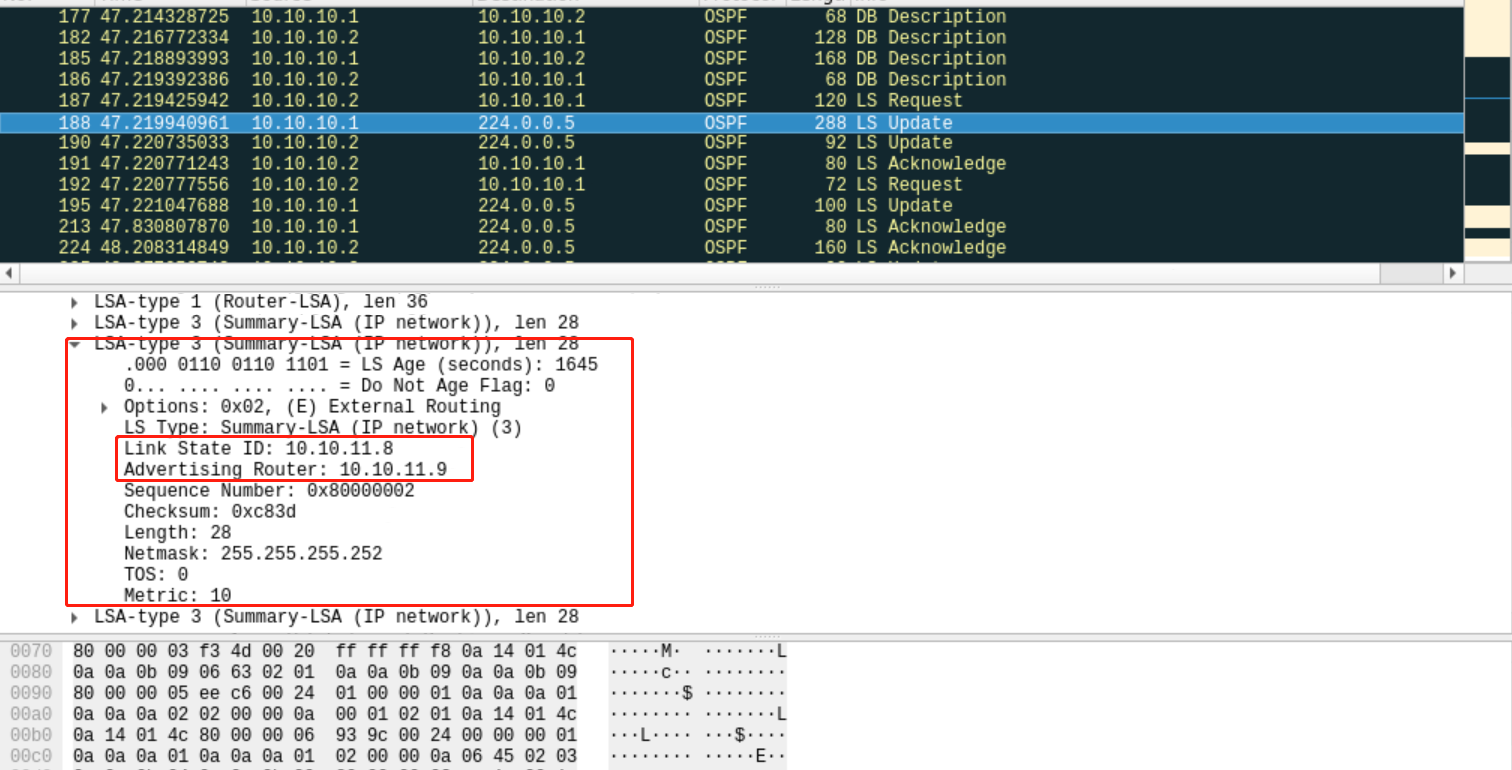 177 47.214328725 10.10.10.1 10.10.10.2 OSPF 68 DB Description
182 47.216772334 10.10.10.2 10.10.10.1 OSPF 128 DB Description
185 47.218893993 10.10.10.1 10.10.10.2 OSPF 168 DB Description
186 47.219392386 10.10.10.2 10.10.10.1 OSPF 68 DB Description
187 47.219425942 10.10.10.2 10.10.10.1 OSPF 120 LS Request
188 47.219940961 10.10.10.1 224.0.0.5 OSPF 288 LS Update
190 47.220735033 10.10.10.2 224.0.0.5 OSPF 92 LS Update
191 47.220771243 10.10.10.2 10.10.10.1 OSPF 80 LS Acknowledge
192 47.220777556 10.10.10.2 10.10.10.1 OSPF 72 LS Request
195 47.221047688 10.10.10.1 224.0.0.5 OSPF 100 LS Update
213 47.830807870 10.10.10.1 224.0.0.5 OSPF 80 LS Acknowledge
224 48.208314849 10.10.10.2 224.0.0.5 OSPF 160 LS Acknowledge
LSA-type 1 (Router-LSA), len 36
LSA-type 3 (Summary-LSA (IP network)), len 28
LSA-type 3 (Summary-LSA (IP network)), len 28
.000 0110 0110 1101 = LS Age (seconds): 1645
0... .... .... .... = Do Not Age Flag: 0
Options: 0x02, (E) External Routing
LS Type: Summary-LSA (IP network) (3)
Link State ID: 10.10.11.8
Advertising Router: 10.10.11.9
Sequence Number: 0x80000002
Checksum: 0xc83d
Length: 28
Netmask: 255.255.255.252
TOS: 0
Metric: 10
LSA-type 3 (Summary-LSA (IP network)), len 28
0070 80 00 00 03 f3 4d 00 20 ff ff ff f8 0a 14 01 4c ·····M· ·······L
0080 0a 0a 0b 09 06 63 02 01 0a 0a 0b 09 0a 0a 0b 09 ·····c·· ········
0090 80 00 00 05 ee c6 00 24 01 00 00 01 0a 0a 0a 01 ·······$ ········
00a0 0a 0a 0a 02 02 00 00 0a 00 01 02 01 0a 14 01 4c ········ ·······L
00b0 0a 14 01 4c 80 00 00 06 93 9c 00 24 00 00 00 01 ···L···· ···$····
00c0 0a 0a 0a 01 0a 0a 0a 01 02 00 00 0a 06 45 02 03 ········ ·····E··